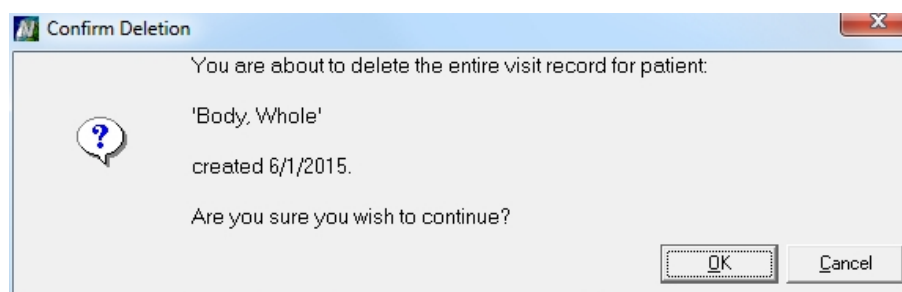 Confirm Deletion
You are about to delete the entire visit record for patient:
'Body, Whole'
created 6/1/2015.
Are you sure you wish to continue?
OK
Cancel